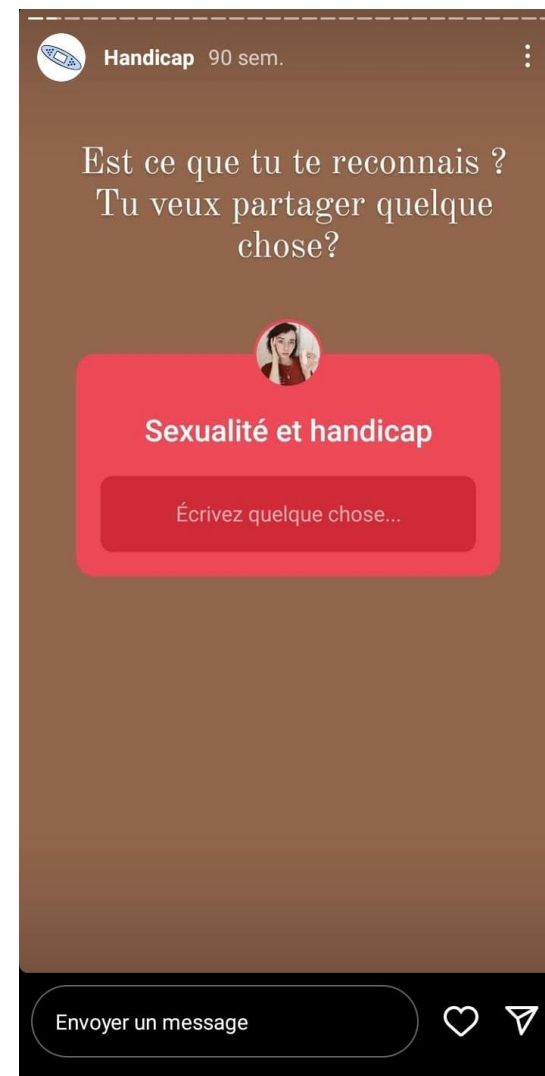 Handicap 90 sem.
Est ce que tu te reconnais ?
Tu veux partager quelque
chose?
Sexualité et handicap
Écrivez quelque chose...
Envoyer un message